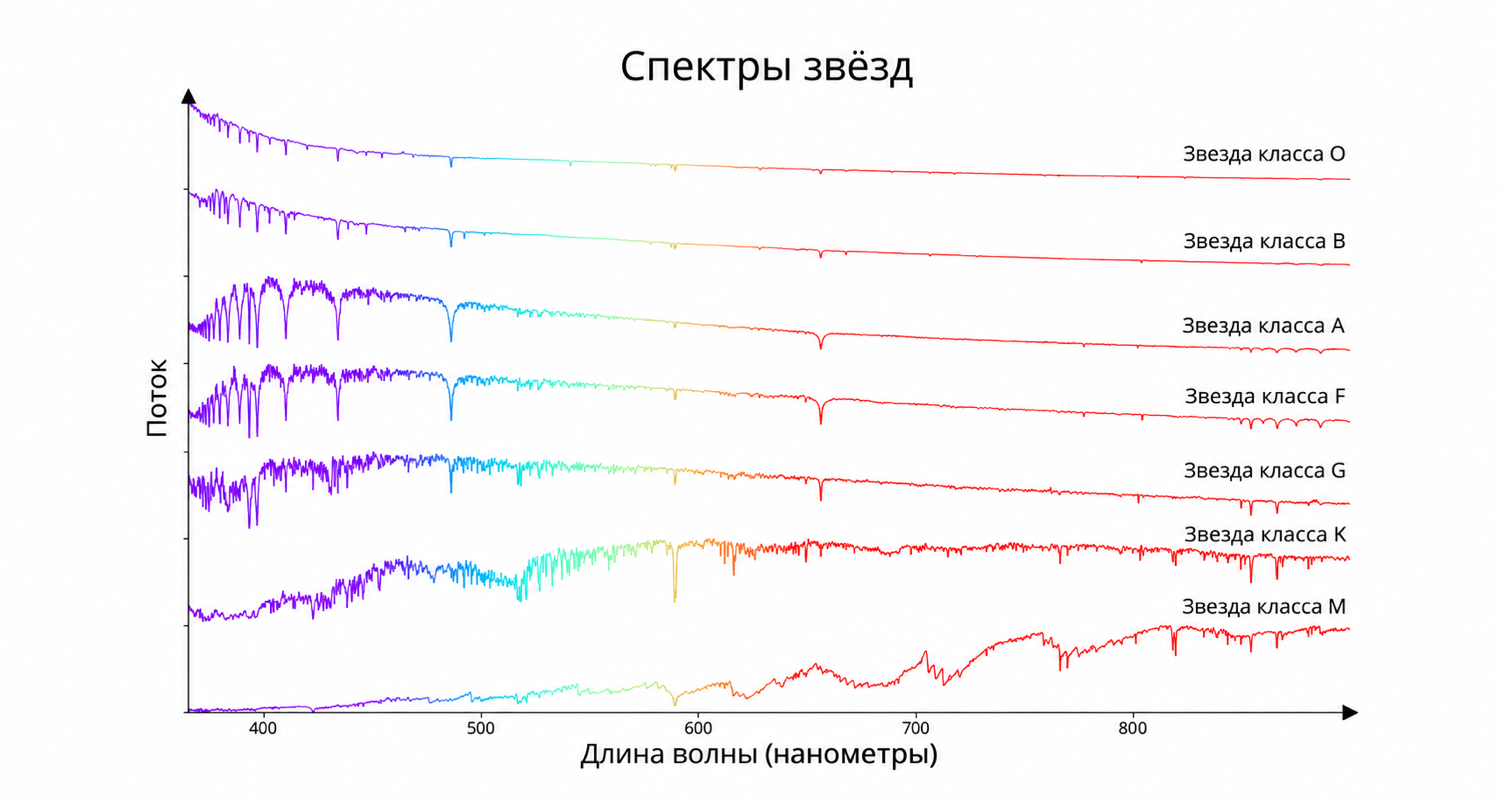 Спектры звёзд
Звезда класса O
Звезда класса B
Звезда класса A
Звезда класса F
Звезда класса G
Звезда класса K
Звезда класса M
Поток
400 500 600 700 800
Длина волны (нанометры)